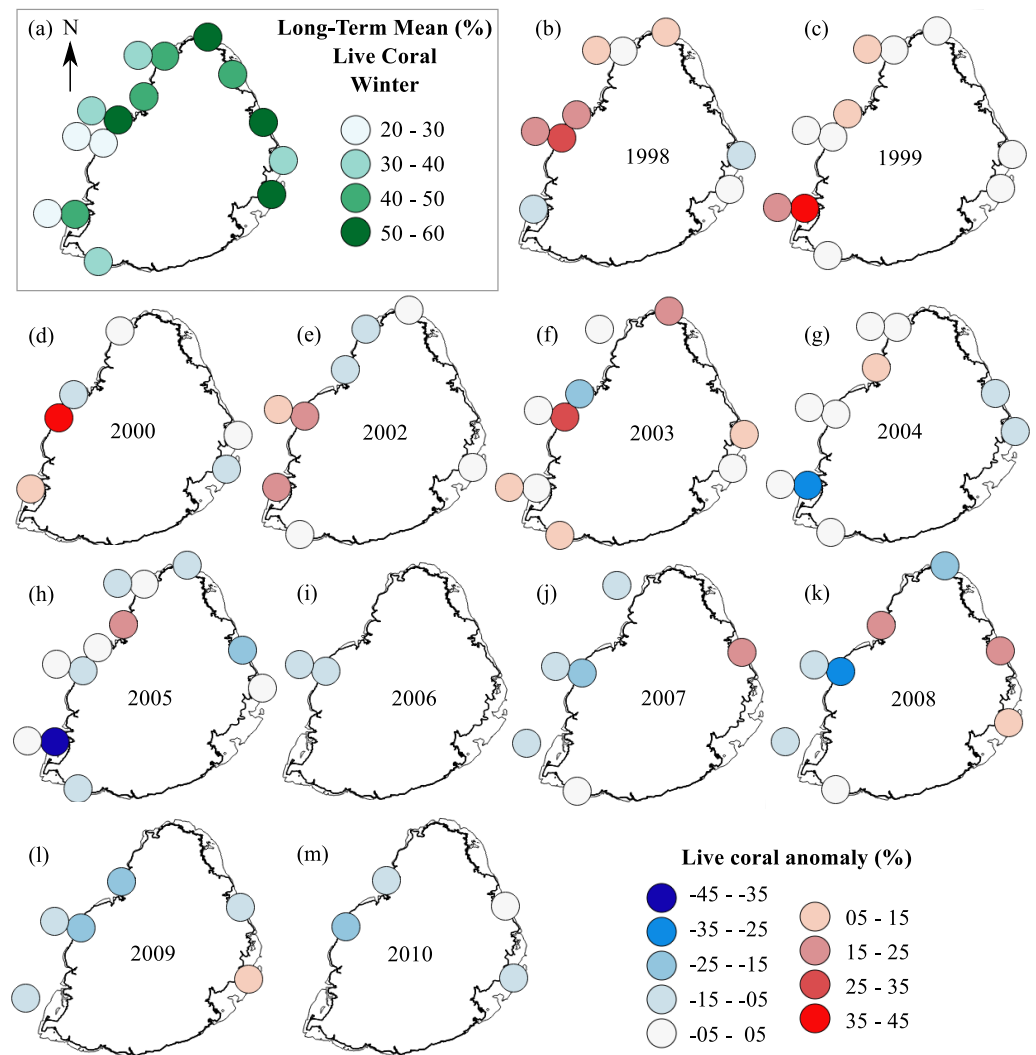 (a)
N
Long-Term Mean (%)
Live Coral
Winter
20 - 30
30 - 40
40 - 50
50 - 60
(b)
1998
(c)
1999
(d)
2000
(e)
2002
(f)
2003
(g)
2004
(h)
2005
(i)
2006
(j)
2007
(k)
2008
(l)
2009
(m)
2010
Live coral anomaly (%)
-45 - -35
-35 - -25
-25 - -15
-15 - -05
-05 - 05
05 - 15
15 - 25
25 - 35
35 - 45